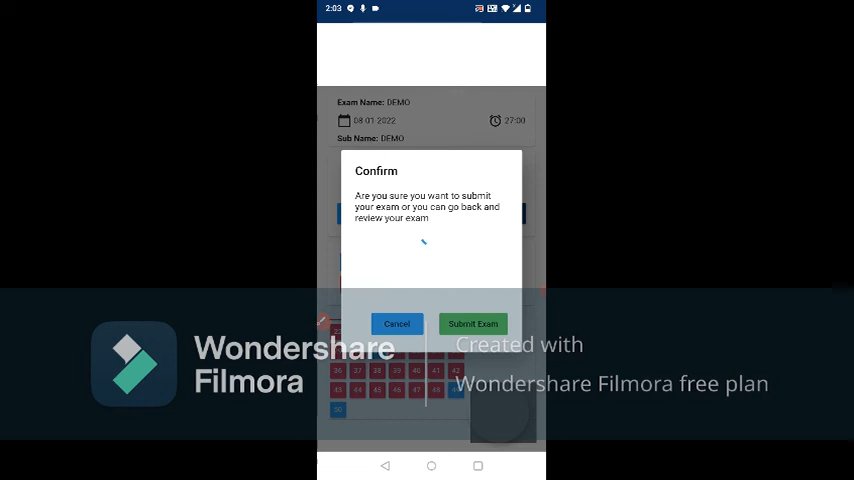 2:03
Exam Name: DEMO
08 01 2022
27:00
Sub Name: DEMO
Confirm
Are you sure you want to submit
your exam or you can go back and
review your exam
Cancel
Submit Exam
Wondershare
Filmora
Created with
Wondershare Filmora free plan
36 37 38 39 40 41 42
43 44 45 46 47 48
50